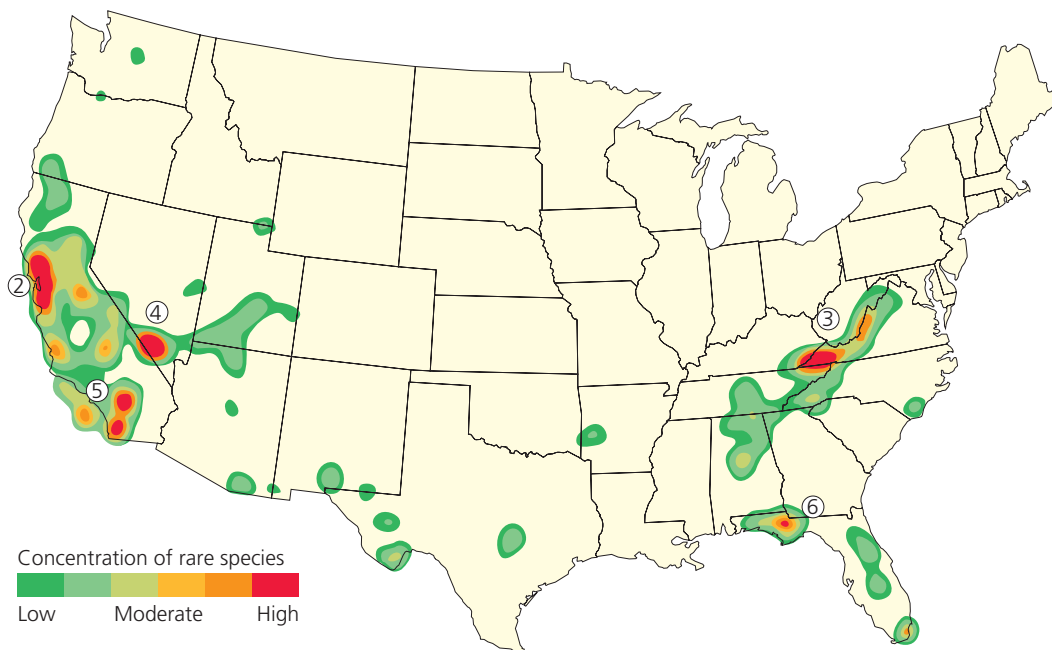 ②
④
③
⑤
⑥
Concentration of rare species
Low Moderate High